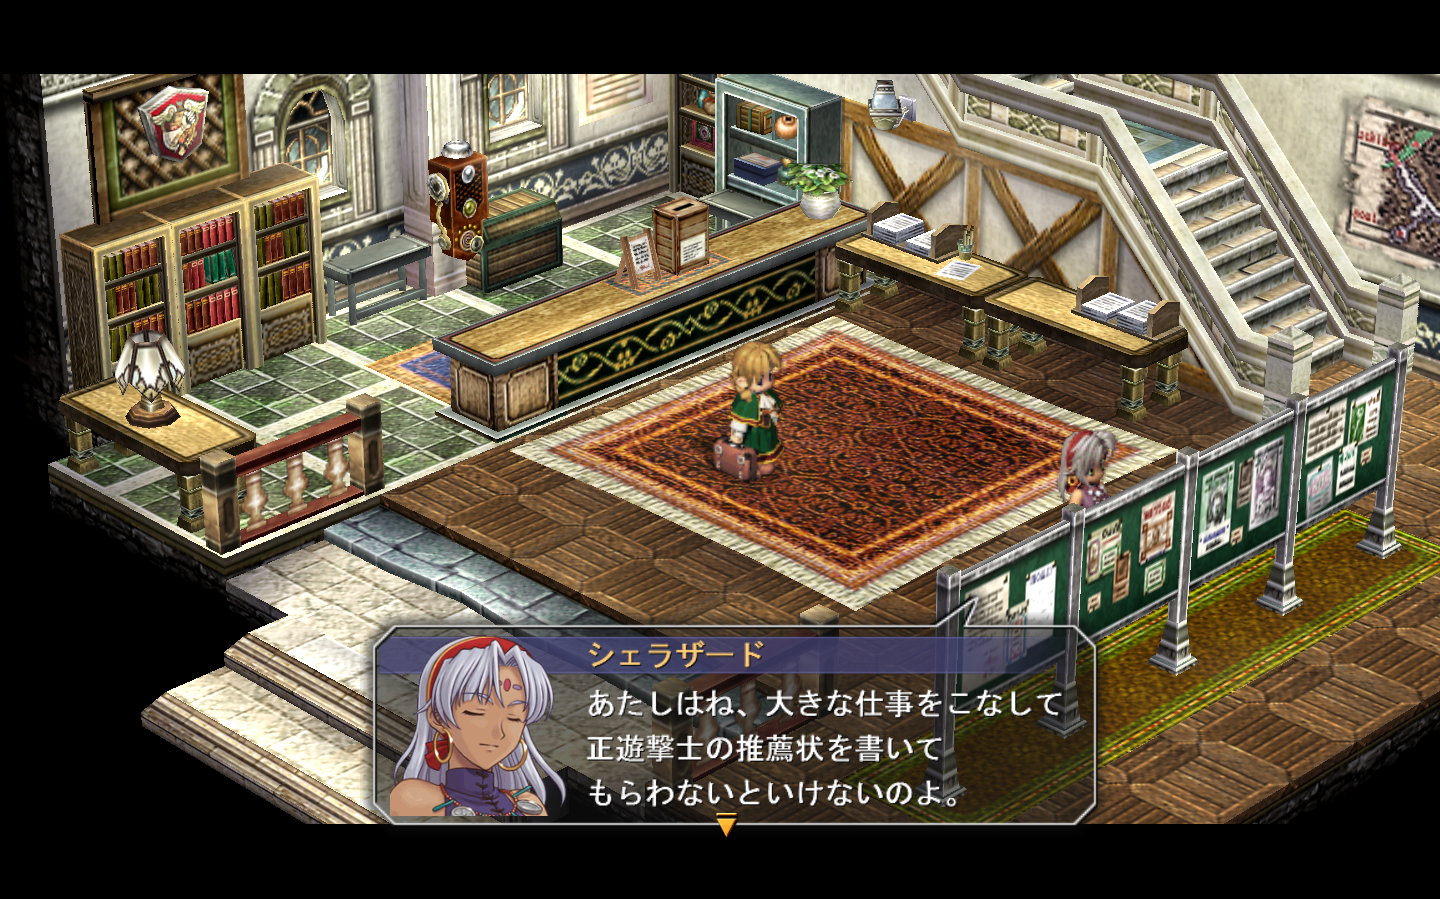 シェラザード
あたしはね、大きな仕事をこなして
正遊撃士の推薦状を書いて
もらわないといけないのよ。